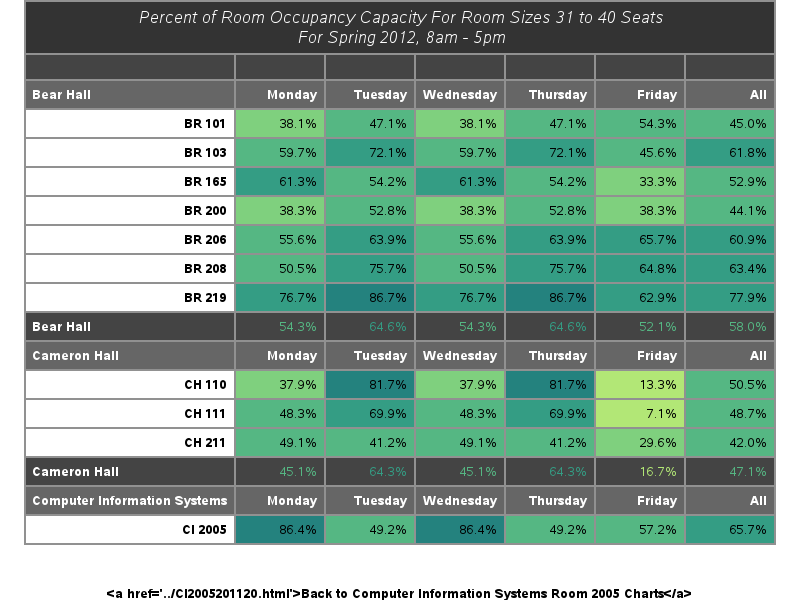 Percent of Room Occupancy Capacity For Room Sizes 31 to 40 Seats
For Spring 2012, 8am - 5pm
Bear Hall Monday Tuesday Wednesday Thursday Friday All
BR 101 38.1% 47.1% 38.1% 47.1% 54.3% 45.0%
BR 103 59.7% 72.1% 59.7% 72.1% 45.6% 61.8%
BR 165 61.3% 54.2% 61.3% 54.2% 33.3% 52.9%
BR 200 38.3% 52.8% 38.3% 52.8% 38.3% 44.1%
BR 206 55.6% 63.9% 55.6% 63.9% 65.7% 60.9%
BR 208 50.5% 75.7% 50.5% 75.7% 64.8% 63.4%
BR 219 76.7% 86.7% 76.7% 86.7% 62.9% 77.9%
Bear Hall 54.3% 64.6% 54.3% 64.6% 52.1% 58.0%
Cameron Hall Monday Tuesday Wednesday Thursday Friday All
CH 110 37.9% 81.7% 37.9% 81.7% 13.3% 50.5%
CH 111 48.3% 69.9% 48.3% 69.9% 7.1% 48.7%
CH 211 49.1% 41.2% 49.1% 41.2% 29.6% 42.0%
Cameron Hall 45.1% 64.3% 45.1% 64.3% 16.7% 47.1%
Computer Information Systems Monday Tuesday Wednesday Thursday Friday All
CI 2005 86.4% 49.2% 86.4% 49.2% 57.2% 65.7%
<a href='../CI2005201120.html'>Back to Computer Information Systems Room 2005 Charts</a>